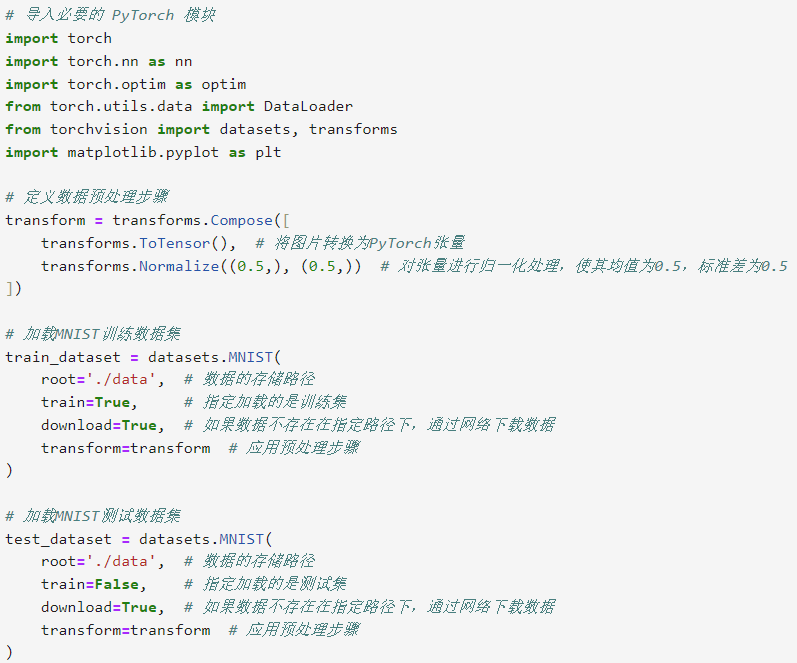 # 导入必要的 PyTorch 模块
import torch
import torch.nn as nn
import torch.optim as optim
from torch.utils.data import DataLoader
from torchvision import datasets, transforms
import matplotlib.pyplot as plt

# 定义数据预处理步骤
transform = transforms.Compose([
    transforms.ToTensor(),  # 将图片转换为PyTorch张量
    transforms.Normalize((0.5,), (0.5,))  # 对张量进行归一化处理，使其均值为0.5，标准差为0.5
])

# 加载MNIST训练数据集
train_dataset = datasets.MNIST(
    root='./data',  # 数据的存储路径
    train=True,     # 指定加载的是训练集
    download=True,  # 如果数据不存在在指定路径下，通过网络下载数据
    transform=transform  # 应用预处理步骤
)

# 加载MNIST测试数据集
test_dataset = datasets.MNIST(
    root='./data',  # 数据的存储路径
    train=False,    # 指定加载的是测试集
    download=True,  # 如果数据不存在在指定路径下，通过网络下载数据
    transform=transform  # 应用预处理步骤
)